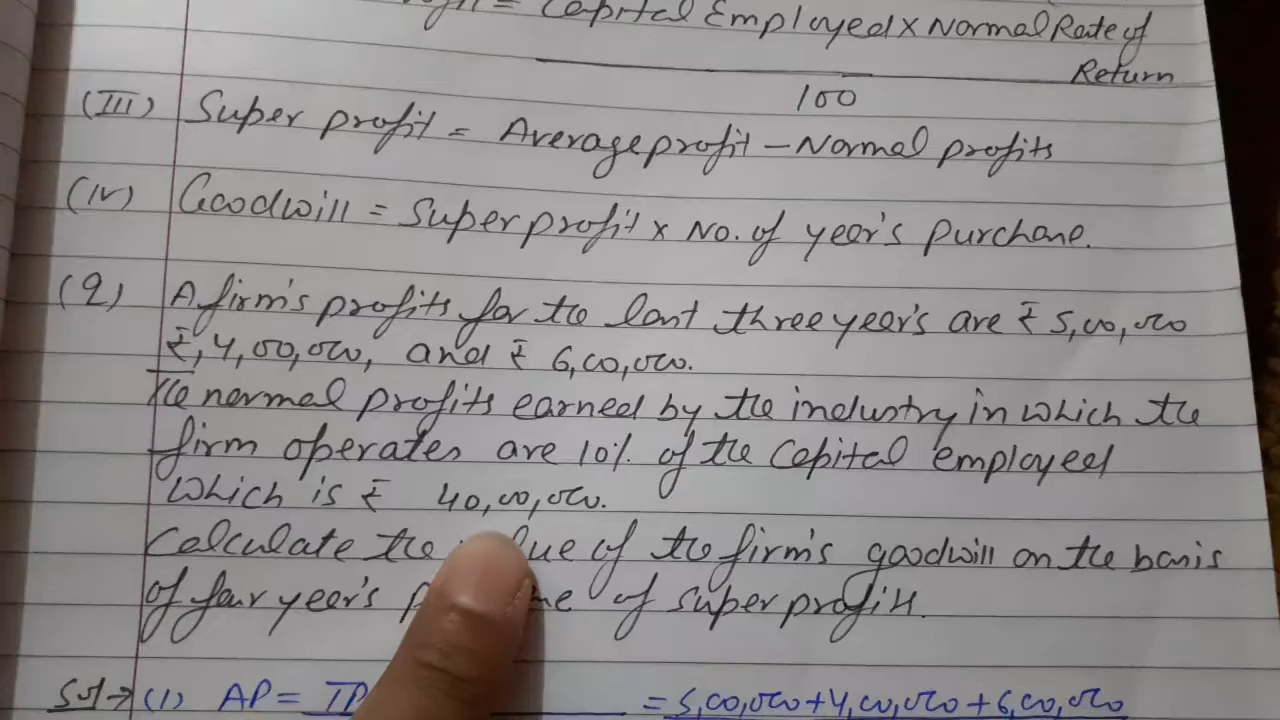 = Capital Employed x Normal Rate of
Return
100
(III) Super profit = Average profit - Normal profits
(IV) Goodwill = Super profit x No. of year's purchase.
(Q) A firm's profits for the last three year's are ₹ 5,00,000
₹, 4,00,000, and ₹ 6,00,000.
The normal profits earned by the industry in which the
firm operates are 10% of the capital employed
which is ₹ 40,00,000.
Calculate the of the firm's goodwill on the basis
of four year's of super profit.
Sol → (1) AP = = 5,00,000 + 4,00,000 + 6,00,000